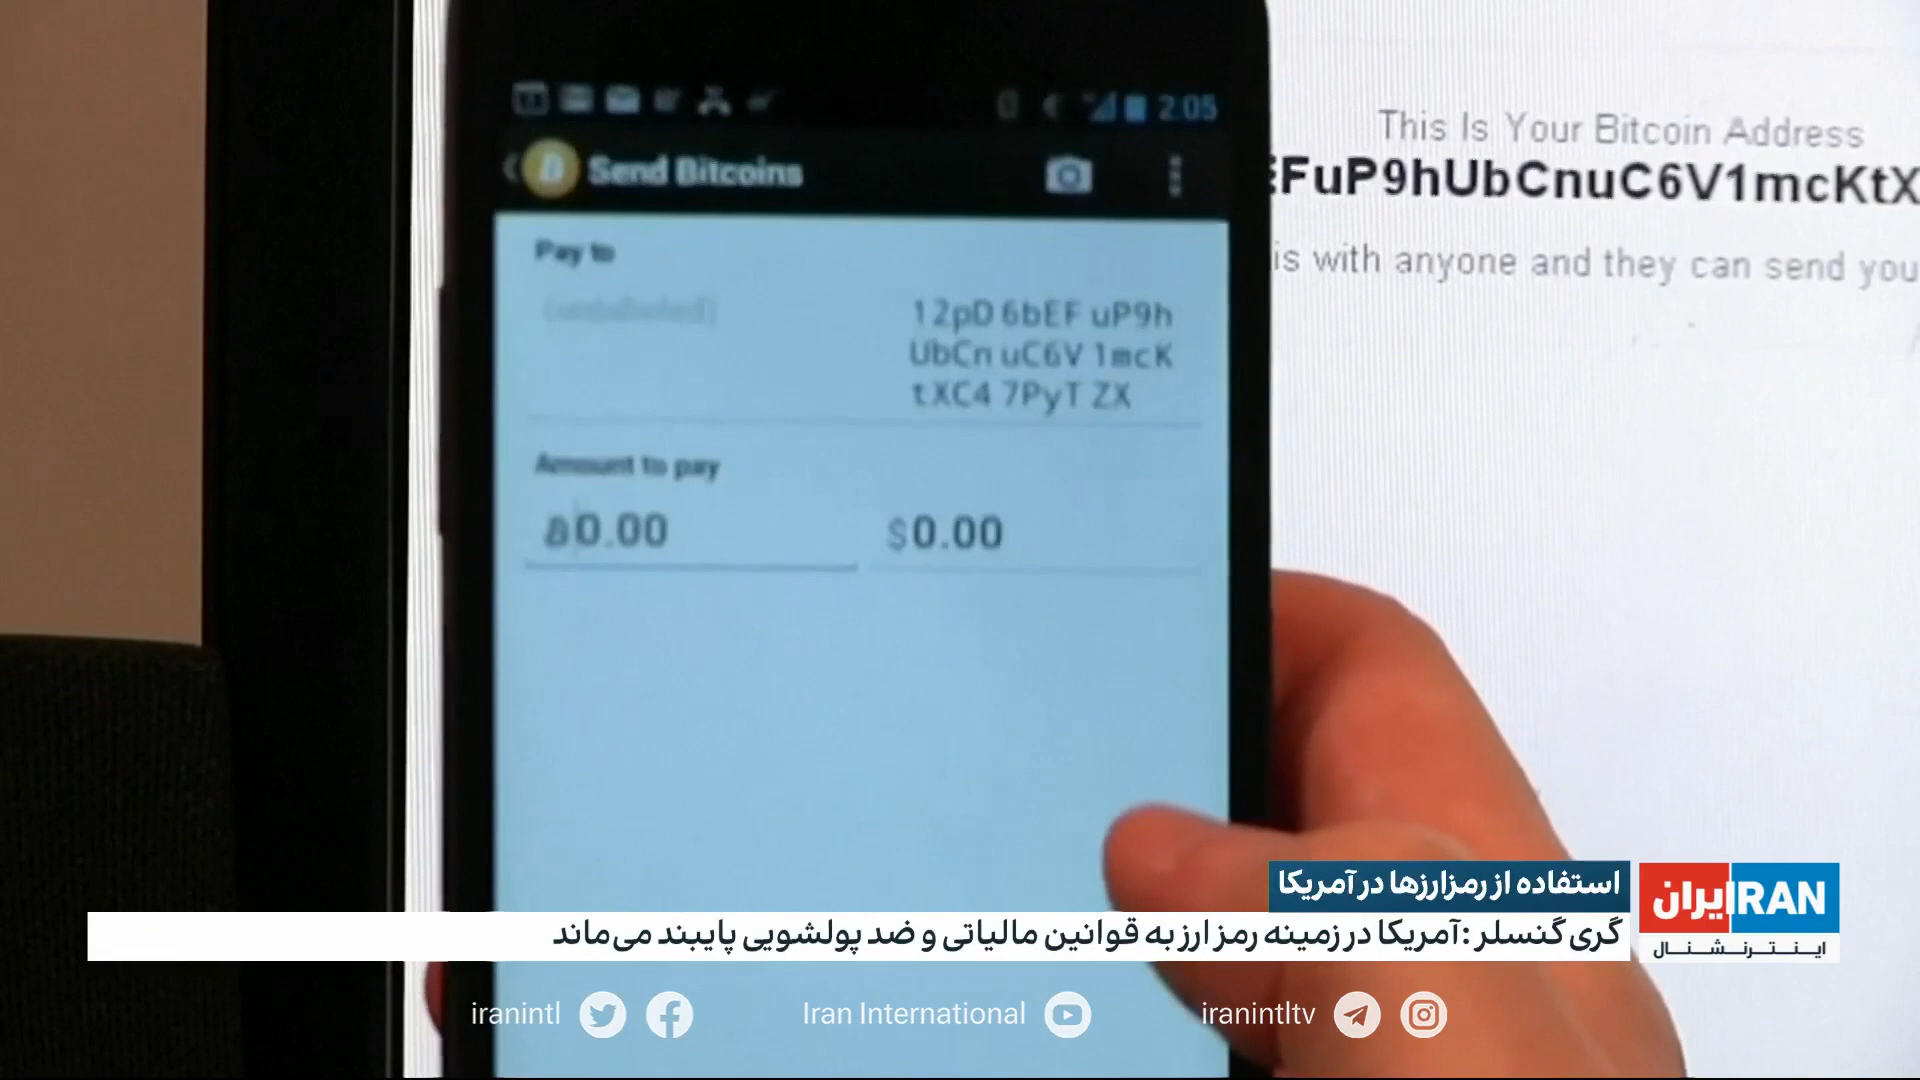 2:05
Send Bitcoins
Pay to
(unlabeled)
12pD 6bEF uP9h
UbCn uC6V 1mcK
tXC4 7PyT ZX
Amount to pay
0.00
$0.00
This Is Your Bitcoin Address
FuP9hUbCnuC6V1mcKtX
is with anyone and they can send you
استفاده از رمزارزها در آمریکا
گری گنسلر :آمریکا در زمینه رمز ارز به قوانین مالیاتی و ضد پولشویی پایبند می‌ماند
ایران IRAN
اینترنشنال
iranintl
Iran International
iranintltv